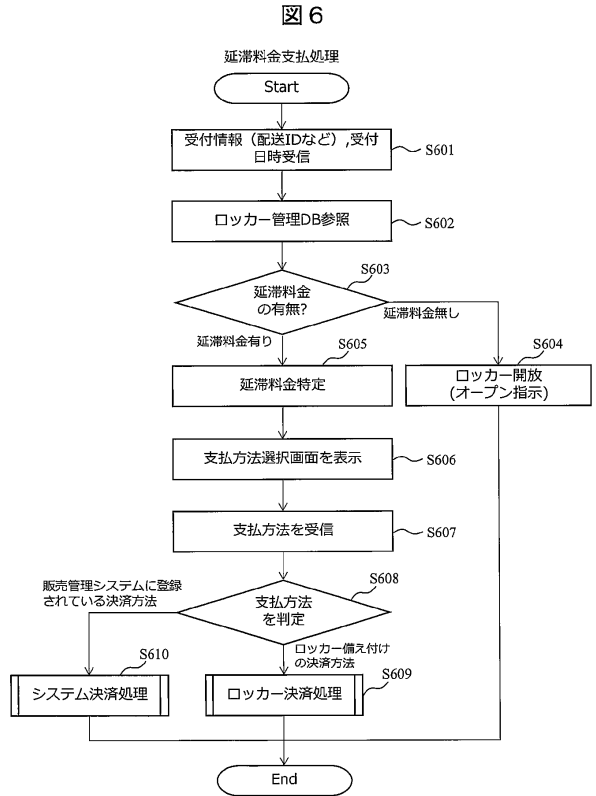 図６
延滞料金支払処理
Start
受付情報（配送IDなど）,受付
日時受信
S601
ロッカー管理DB参照
S602
S603
延滞料金
の有無?
延滞料金無し
延滞料金有り
S605
S604
延滞料金特定
ロッカー開放
(オープン指示)
支払方法選択画面を表示
S606
支払方法を受信
S607
S608
販売管理システムに登録
されている決済方法
支払方法
を判定
ロッカー備え付け
の決済方法
S610
システム決済処理
ロッカー決済処理
S609
End